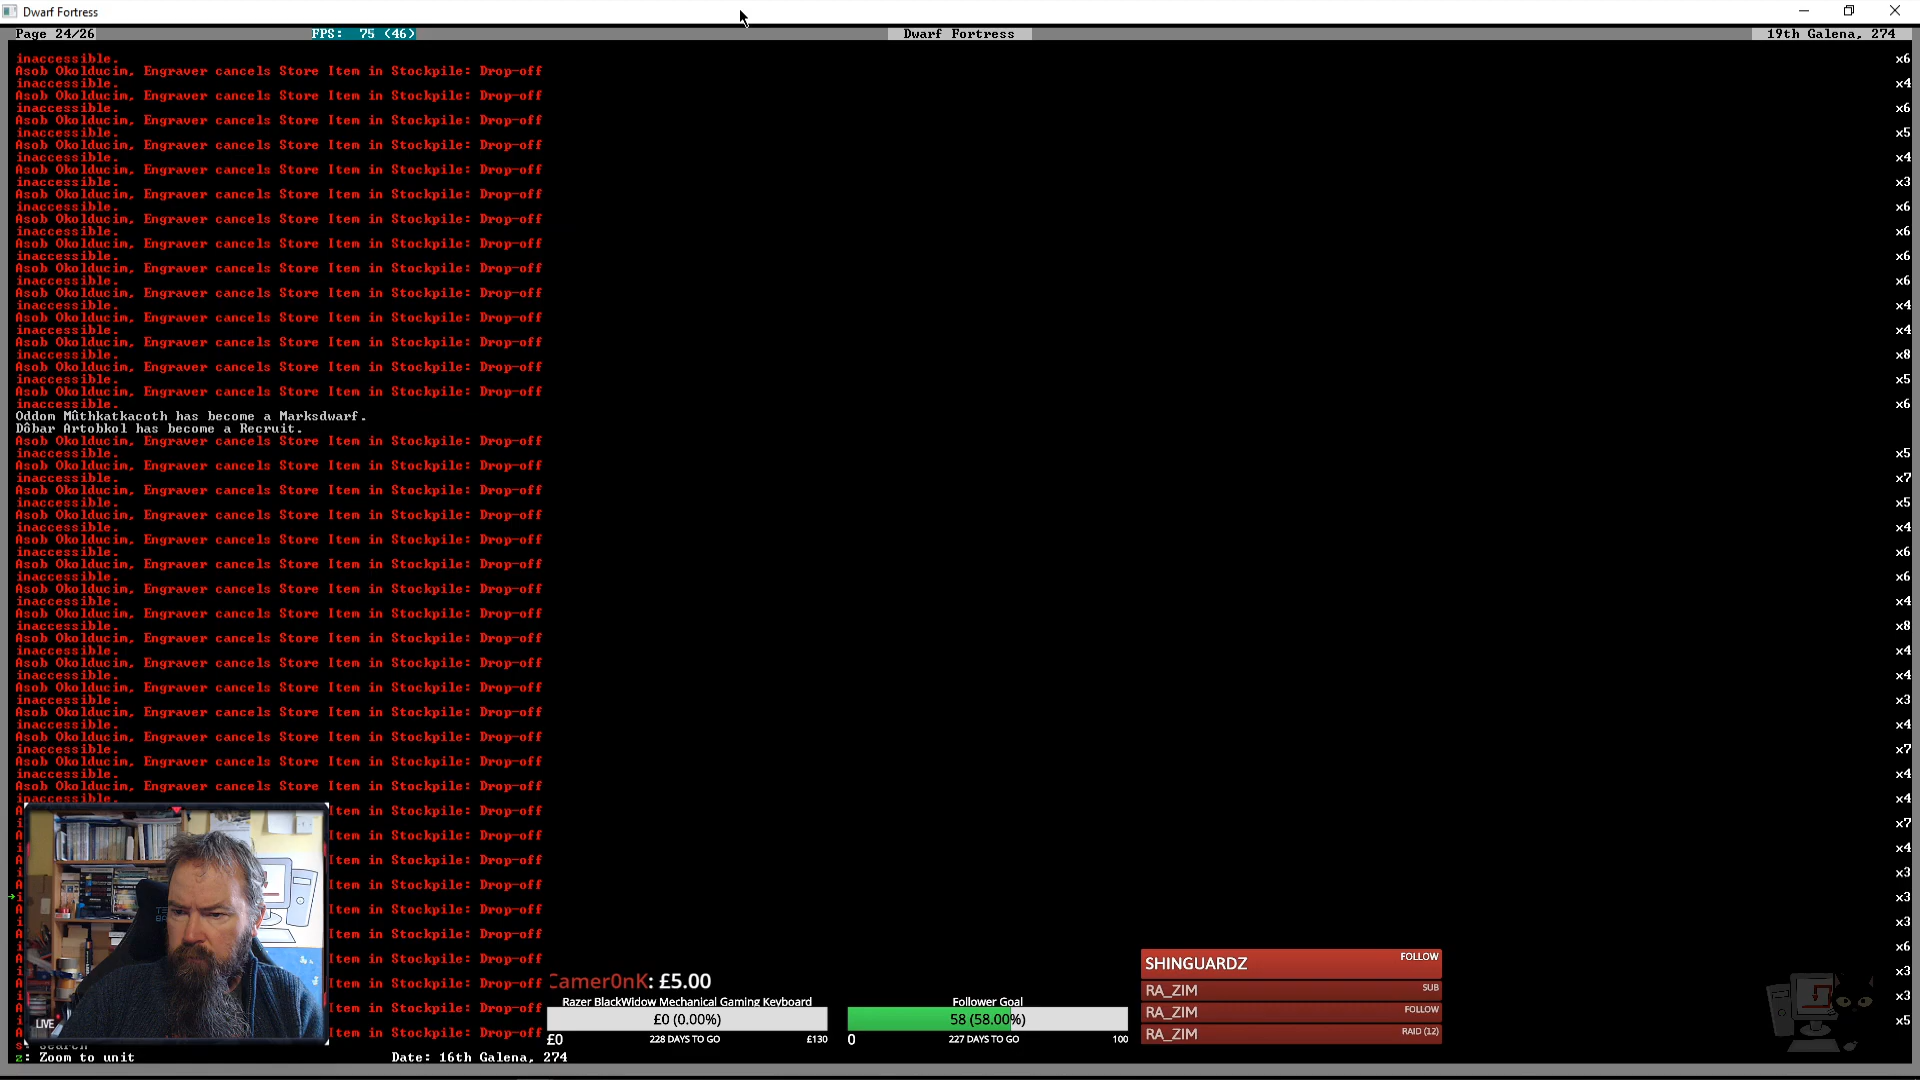 Dwarf Fortress
Page 24/26 FPS: 75 (46) Dwarf Fortress 19th Galena, 274
inaccessible. x6
Asob Okolducim, Engraver cancels Store Item in Stockpile: Drop-off
inaccessible. x4
Asob Okolducim, Engraver cancels Store Item in Stockpile: Drop-off
inaccessible. x6
Asob Okolducim, Engraver cancels Store Item in Stockpile: Drop-off
inaccessible. x5
Asob Okolducim, Engraver cancels Store Item in Stockpile: Drop-off
inaccessible. x4
Asob Okolducim, Engraver cancels Store Item in Stockpile: Drop-off
inaccessible. x3
Asob Okolducim, Engraver cancels Store Item in Stockpile: Drop-off
inaccessible. x6
Asob Okolducim, Engraver cancels Store Item in Stockpile: Drop-off
inaccessible. x6
Asob Okolducim, Engraver cancels Store Item in Stockpile: Drop-off
inaccessible. x6
Asob Okolducim, Engraver cancels Store Item in Stockpile: Drop-off
inaccessible. x6
Asob Okolducim, Engraver cancels Store Item in Stockpile: Drop-off
inaccessible. x4
Asob Okolducim, Engraver cancels Store Item in Stockpile: Drop-off
inaccessible. x4
Asob Okolducim, Engraver cancels Store Item in Stockpile: Drop-off
inaccessible. x8
Asob Okolducim, Engraver cancels Store Item in Stockpile: Drop-off
inaccessible. x5
Asob Okolducim, Engraver cancels Store Item in Stockpile: Drop-off
inaccessible. x6
Oddom Mûthkatkacoth has become a Marksdwarf.
Dôbar Artobkol has become a Recruit.
Asob Okolducim, Engraver cancels Store Item in Stockpile: Drop-off
inaccessible. x5
Asob Okolducim, Engraver cancels Store Item in Stockpile: Drop-off
inaccessible. x7
Asob Okolducim, Engraver cancels Store Item in Stockpile: Drop-off
inaccessible. x5
Asob Okolducim, Engraver cancels Store Item in Stockpile: Drop-off
inaccessible. x4
Asob Okolducim, Engraver cancels Store Item in Stockpile: Drop-off
inaccessible. x6
Asob Okolducim, Engraver cancels Store Item in Stockpile: Drop-off
inaccessible. x6
Asob Okolducim, Engraver cancels Store Item in Stockpile: Drop-off
inaccessible. x4
Asob Okolducim, Engraver cancels Store Item in Stockpile: Drop-off
inaccessible. x8
Asob Okolducim, Engraver cancels Store Item in Stockpile: Drop-off
inaccessible. x4
Asob Okolducim, Engraver cancels Store Item in Stockpile: Drop-off
inaccessible. x4
Asob Okolducim, Engraver cancels Store Item in Stockpile: Drop-off
inaccessible. x3
Asob Okolducim, Engraver cancels Store Item in Stockpile: Drop-off
inaccessible. x4
Asob Okolducim, Engraver cancels Store Item in Stockpile: Drop-off
inaccessible. x7
Asob Okolducim, Engraver cancels Store Item in Stockpile: Drop-off
inaccessible. x4
Asob Okolducim, Engraver cancels Store Item in Stockpile: Drop-off
inaccessible. x4
A Item in Stockpile: Drop-off
i x7
A Item in Stockpile: Drop-off
i x4
A Item in Stockpile: Drop-off
i x3
A Item in Stockpile: Drop-off
i x3
A Item in Stockpile: Drop-off
i x3
A Item in Stockpile: Drop-off
i x6
A Item in Stockpile: Drop-off
i x3
A Item in Stockpile: Drop-off
i x3
A Item in Stockpile: Drop-off
i x5
A Item in Stockpile: Drop-off
s: Search
z: Zoom to unit Date: 16th Galena, 274
LIVE
Camer0nK: £5.00
Razer BlackWidow Mechanical Gaming Keyboard
£0 (0.00%)
£0 228 DAYS TO GO £130
Follower Goal
58 (58.00%)
0 227 DAYS TO GO 100
SHINGUARDZ FOLLOW
RA_ZIM SUB
RA_ZIM FOLLOW
RA_ZIM RAID (12)